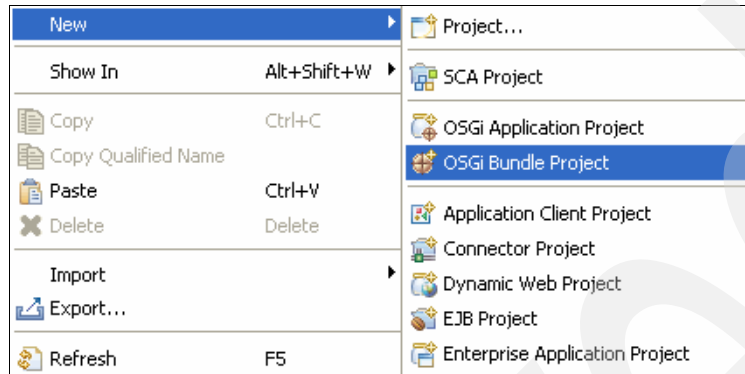 New
Show In Alt+Shift+W
Copy Ctrl+C
Copy Qualified Name
Paste Ctrl+V
Delete Delete
Import
Export...
Refresh F5
Project...
SCA Project
OSGi Application Project
OSGi Bundle Project
Application Client Project
Connector Project
Dynamic Web Project
EJB Project
Enterprise Application Project